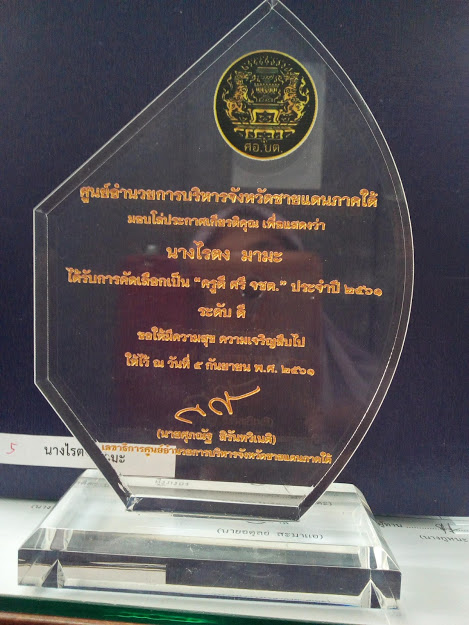 ศอ.บต.
ศูนย์อำนวยการบริหารจังหวัดชายแดนภาคใต้
มอบโล่ประกาศเกียรติคุณ เพื่อแสดงว่า
นางไรตง มามะ
ได้รับการคัดเลือกเป็น "ครูดี ศรี จชต." ประจำปี ๒๕๖๑
ระดับ ดี
ขอให้มีความสุข ความเจริญสืบไป
ให้ไว้ ณ วันที่ ๕ กันยายน พ.ศ. ๒๕๖๑
(นายศุภณัฐ สิรันทวิเนติ)
เลขาธิการศูนย์อำนวยการบริหารจังหวัดชายแดนภาคใต้
5 นางไรต มะ